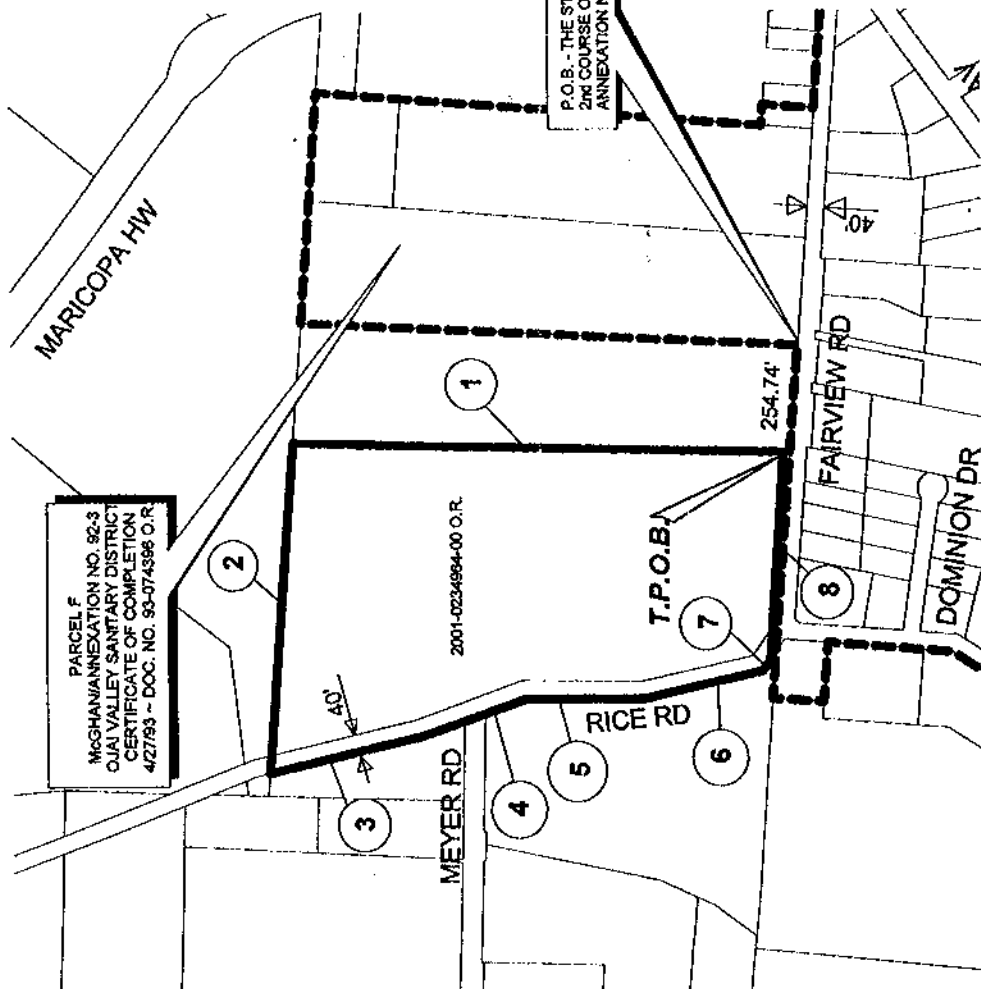 MARICOPA HW
P.O.B. - THE ST
2nd COURSE O
ANNEXATION N
PARCEL F
McGHAN/ANNEXATION NO. 92-3
OJAI VALLEY SANITARY DISTRICT
CERTIFICATE OF COMPLETION
4/27/93 ~ DOC. NO. 93-074396 O.R.
1
2
2001-0234964-00 O.R.
40'
40'
254.74'
FAIRVIEW RD
T.P.O.B.
7
8
DOMINION DR
RICE RD
MEYER RD
3
4
5
6